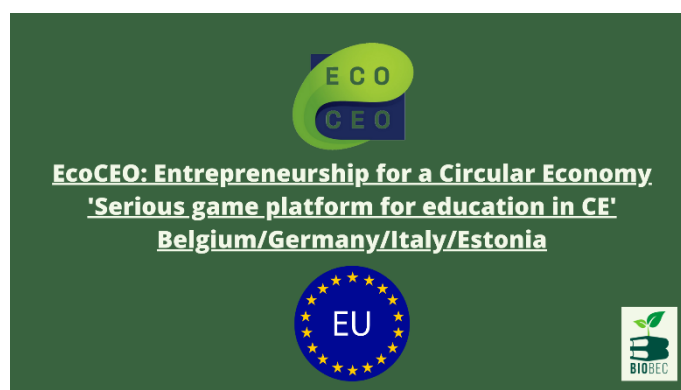 ECO
CEO
EcoCEO: Entrepreneurship for a Circular Economy
'Serious game platform for education in CE'
Belgium/Germany/Italy/Estonia
EU
BIOBEC